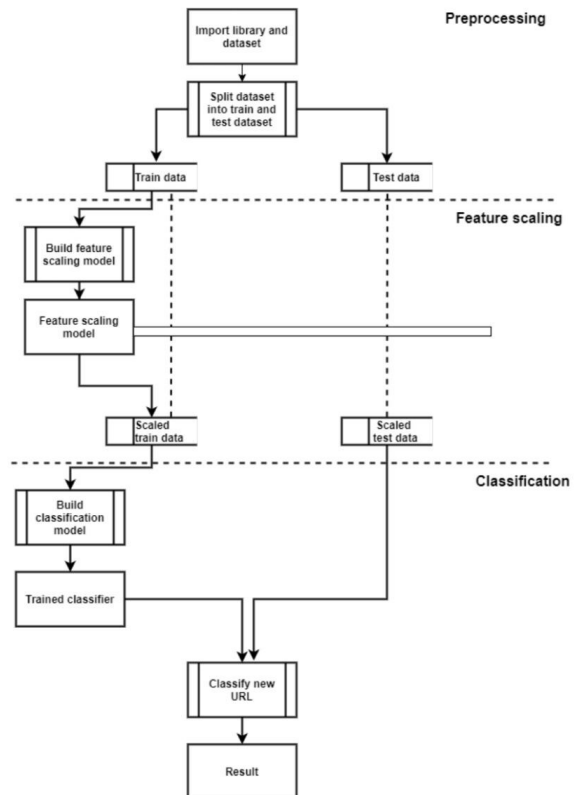 Preprocessing
Import library and
dataset
Split dataset
into train and
test dataset
Train data
Test data
Feature scaling
Build feature
scaling model
Feature scaling
model
Scaled
train data
Scaled
test data
Classification
Build
classification
model
Trained classifier
Classify new
URL
Result